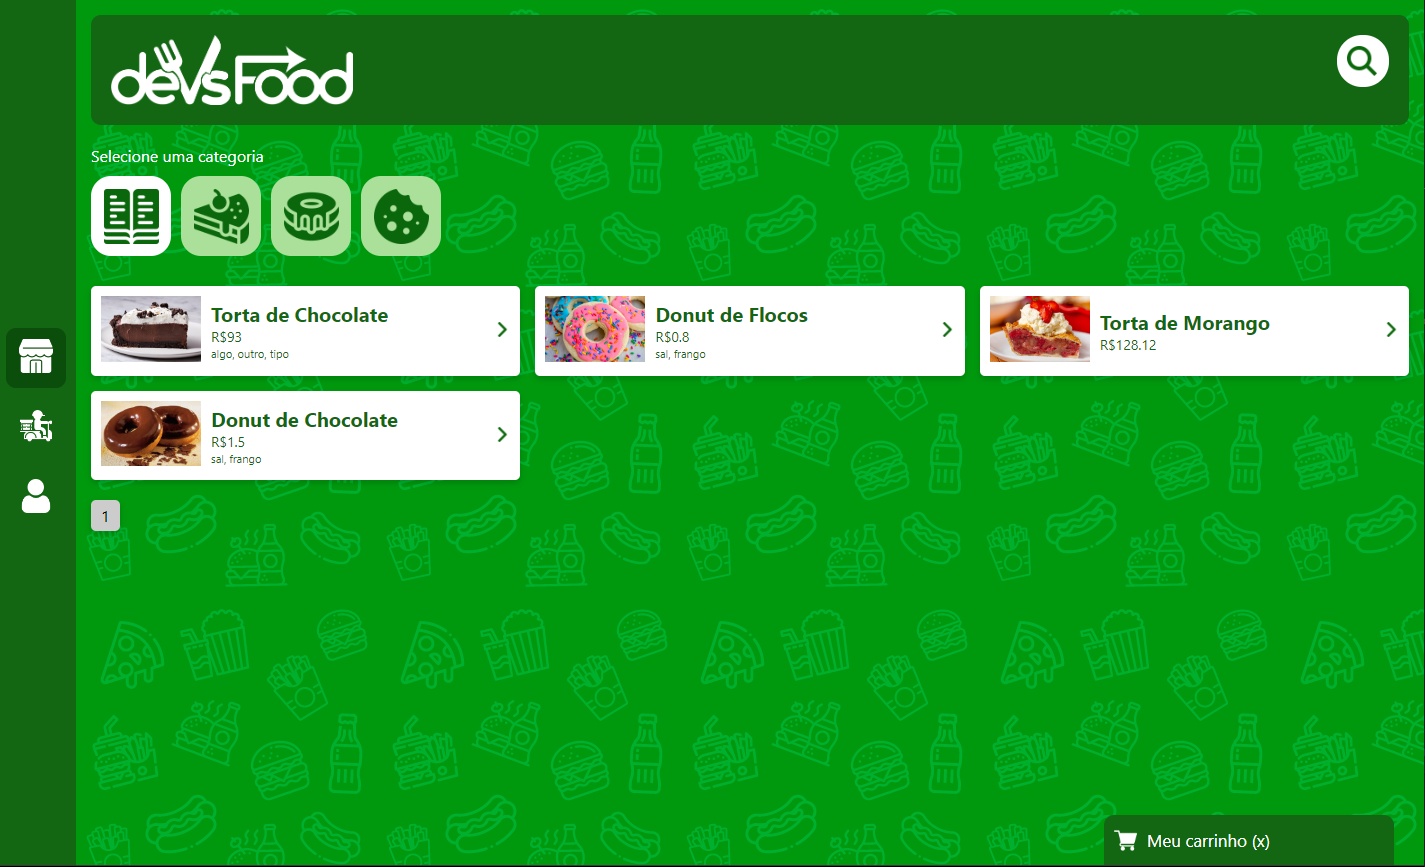 devsFood
Selecione uma categoria
Torta de Chocolate
R$93
algo, outro, tipo
Donut de Flocos
R$0.8
sal, frango
Torta de Morango
R$128.12
Donut de Chocolate
R$1.5
sal, frango
1
Meu carrinho (x)